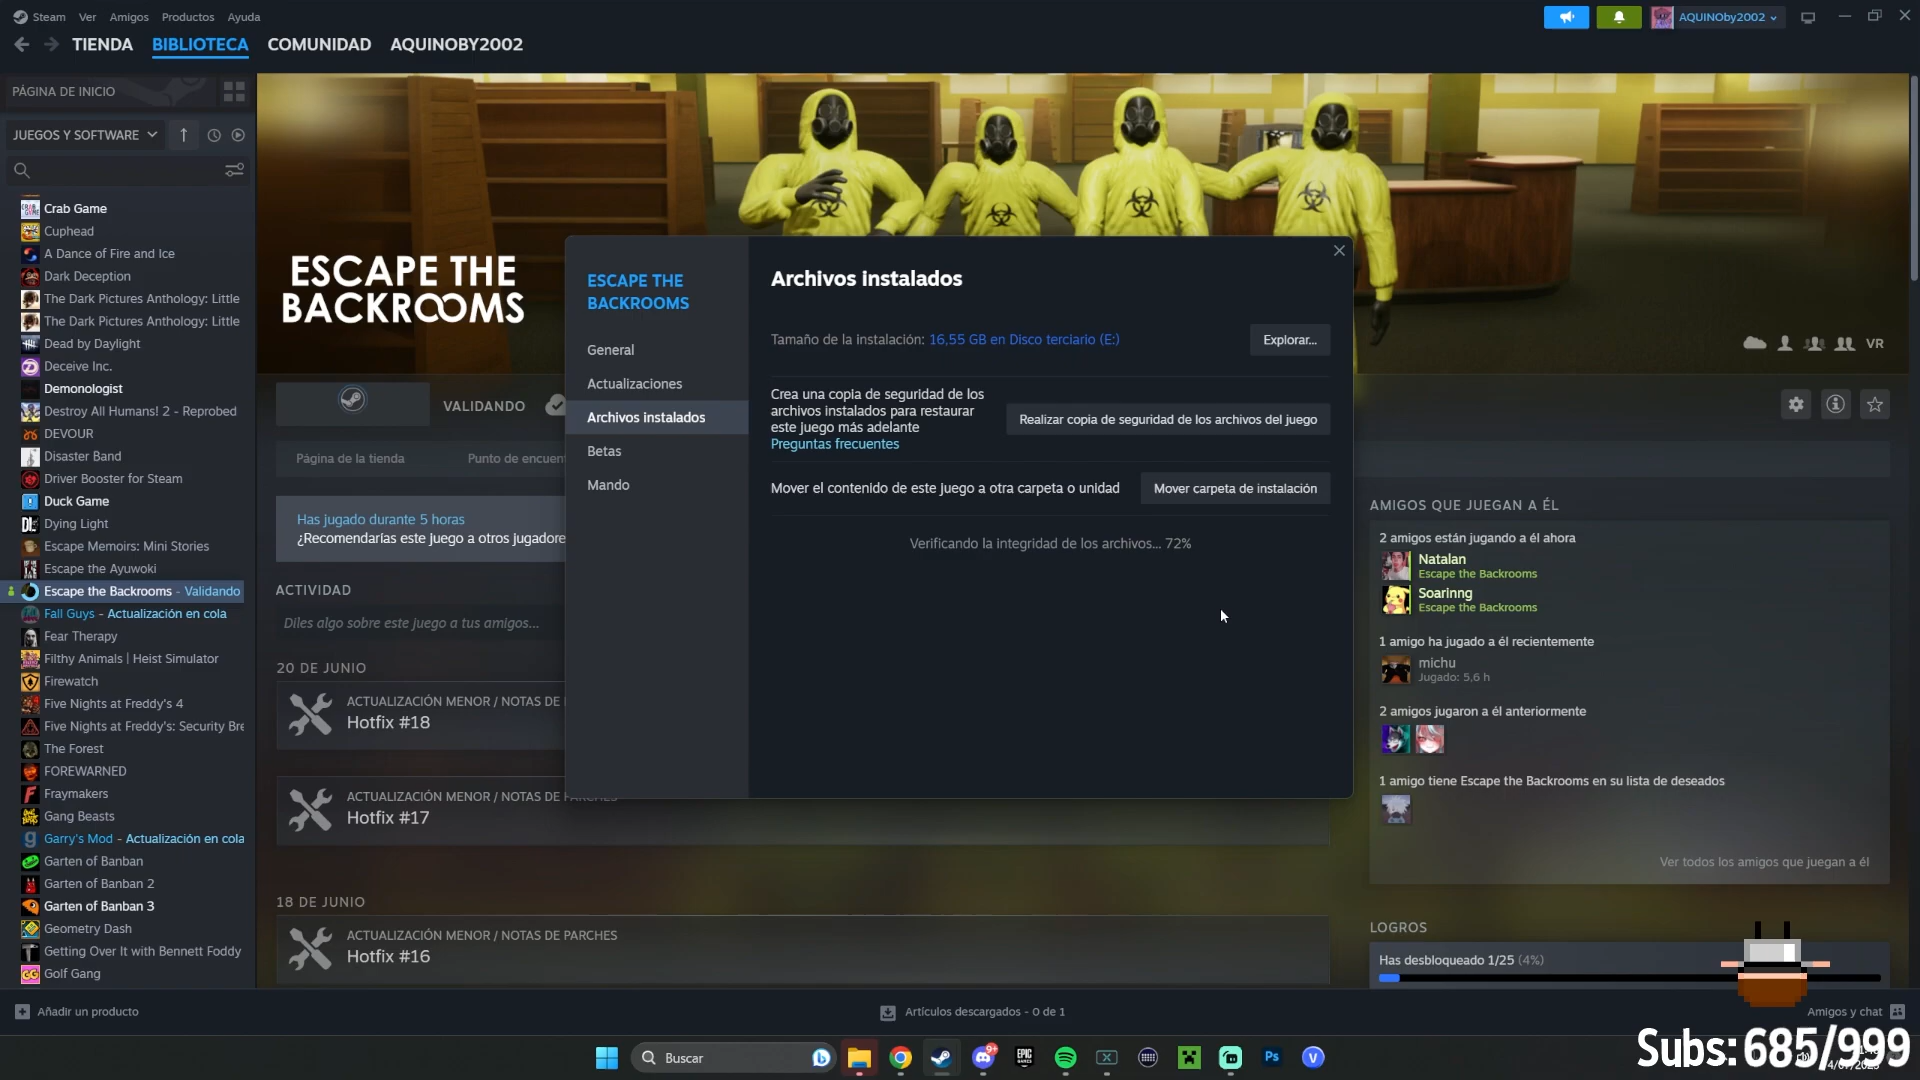 Steam Ver Amigos Productos Ayuda
AQUINOby2002
TIENDA BIBLIOTECA COMUNIDAD AQUINOBY2002
PÁGINA DE INICIO
JUEGOS Y SOFTWARE
Crab Game
Cuphead
A Dance of Fire and Ice
Dark Deception
The Dark Pictures Anthology: Little
The Dark Pictures Anthology: Little
Dead by Daylight
Deceive Inc.
Demonologist
Destroy All Humans! 2 - Reprobed
DEVOUR
Disaster Band
Driver Booster for Steam
Duck Game
Dying Light
Escape Memoirs: Mini Stories
Escape the Ayuwoki
Escape the Backrooms - Validando
Fall Guys - Actualización en cola
Fear Therapy
Filthy Animals | Heist Simulator
Firewatch
Five Nights at Freddy's 4
Five Nights at Freddy's: Security Bre
The Forest
FOREWARNED
Fraymakers
Gang Beasts
Garry's Mod - Actualización en cola
Garten of Banban
Garten of Banban 2
Garten of Banban 3
Geometry Dash
Getting Over It with Bennett Foddy
Golf Gang
ESCAPE THE
BACKROOMS
VR
VALIDANDO
Página de la tienda Punto de encuen
Has jugado durante 5 horas
¿Recomendarías este juego a otros jugadore
ACTIVIDAD
Diles algo sobre este juego a tus amigos...
20 DE JUNIO
ACTUALIZACIÓN MENOR / NOTAS DE
Hotfix #18
ACTUALIZACIÓN MENOR / NOTAS DE PARCHES
Hotfix #17
18 DE JUNIO
ACTUALIZACIÓN MENOR / NOTAS DE PARCHES
Hotfix #16
ESCAPE THE
BACKROOMS
General
Actualizaciones
Archivos instalados
Betas
Mando
Archivos instalados
Tamaño de la instalación: 16,55 GB en Disco terciario (E:)
Explorar...
Crea una copia de seguridad de los
archivos instalados para restaurar
este juego más adelante
Preguntas frecuentes
Realizar copia de seguridad de los archivos del juego
Mover el contenido de este juego a otra carpeta o unidad
Mover carpeta de instalación
Verificando la integridad de los archivos... 72%
AMIGOS QUE JUEGAN A ÉL
2 amigos están jugando a él ahora
Natalan
Escape the Backrooms
Soarinng
Escape the Backrooms
1 amigo ha jugado a él recientemente
michu
Jugado: 5,6 h
2 amigos jugaron a él anteriormente
1 amigo tiene Escape the Backrooms en su lista de deseados
Ver todos los amigos que juegan a él
LOGROS
Has desbloqueado 1/25 (4%)
Añadir un producto
Artículos descargados - 0 de 1
Amigos y chat
Buscar
9+
EPIC
GAMES
Ps
V
Subs: 685/999